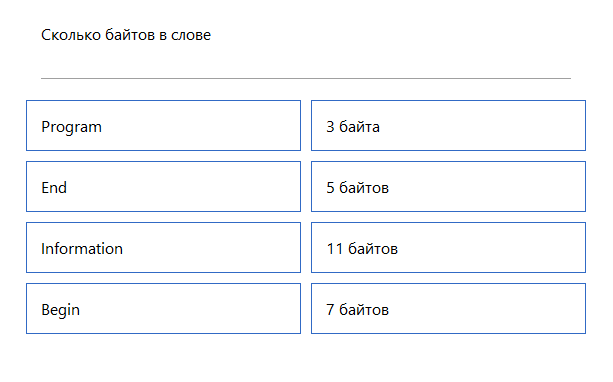 Сколько байтов в слове
Program
3 байта
End
5 байтов
Information
11 байтов
Begin
7 байтов